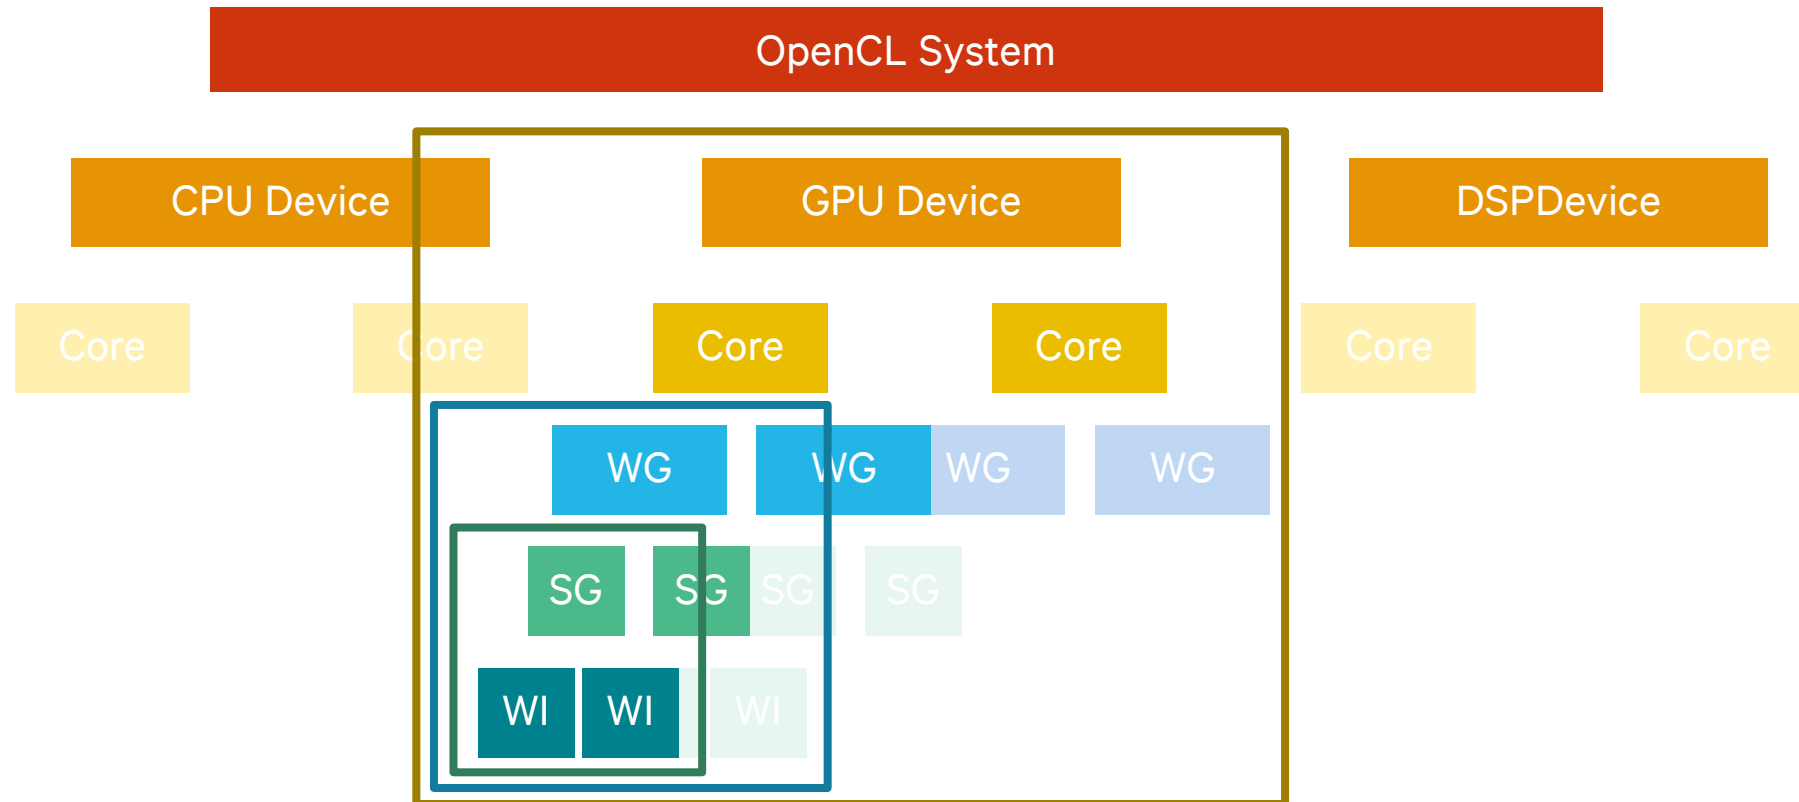 OpenCL System
CPU Device
GPU Device
DSPDevice
Core
Core
Core
Core
Core
Core
WG
WG
WG
WG
SG
SG
SG
SG
WI
WI
WI